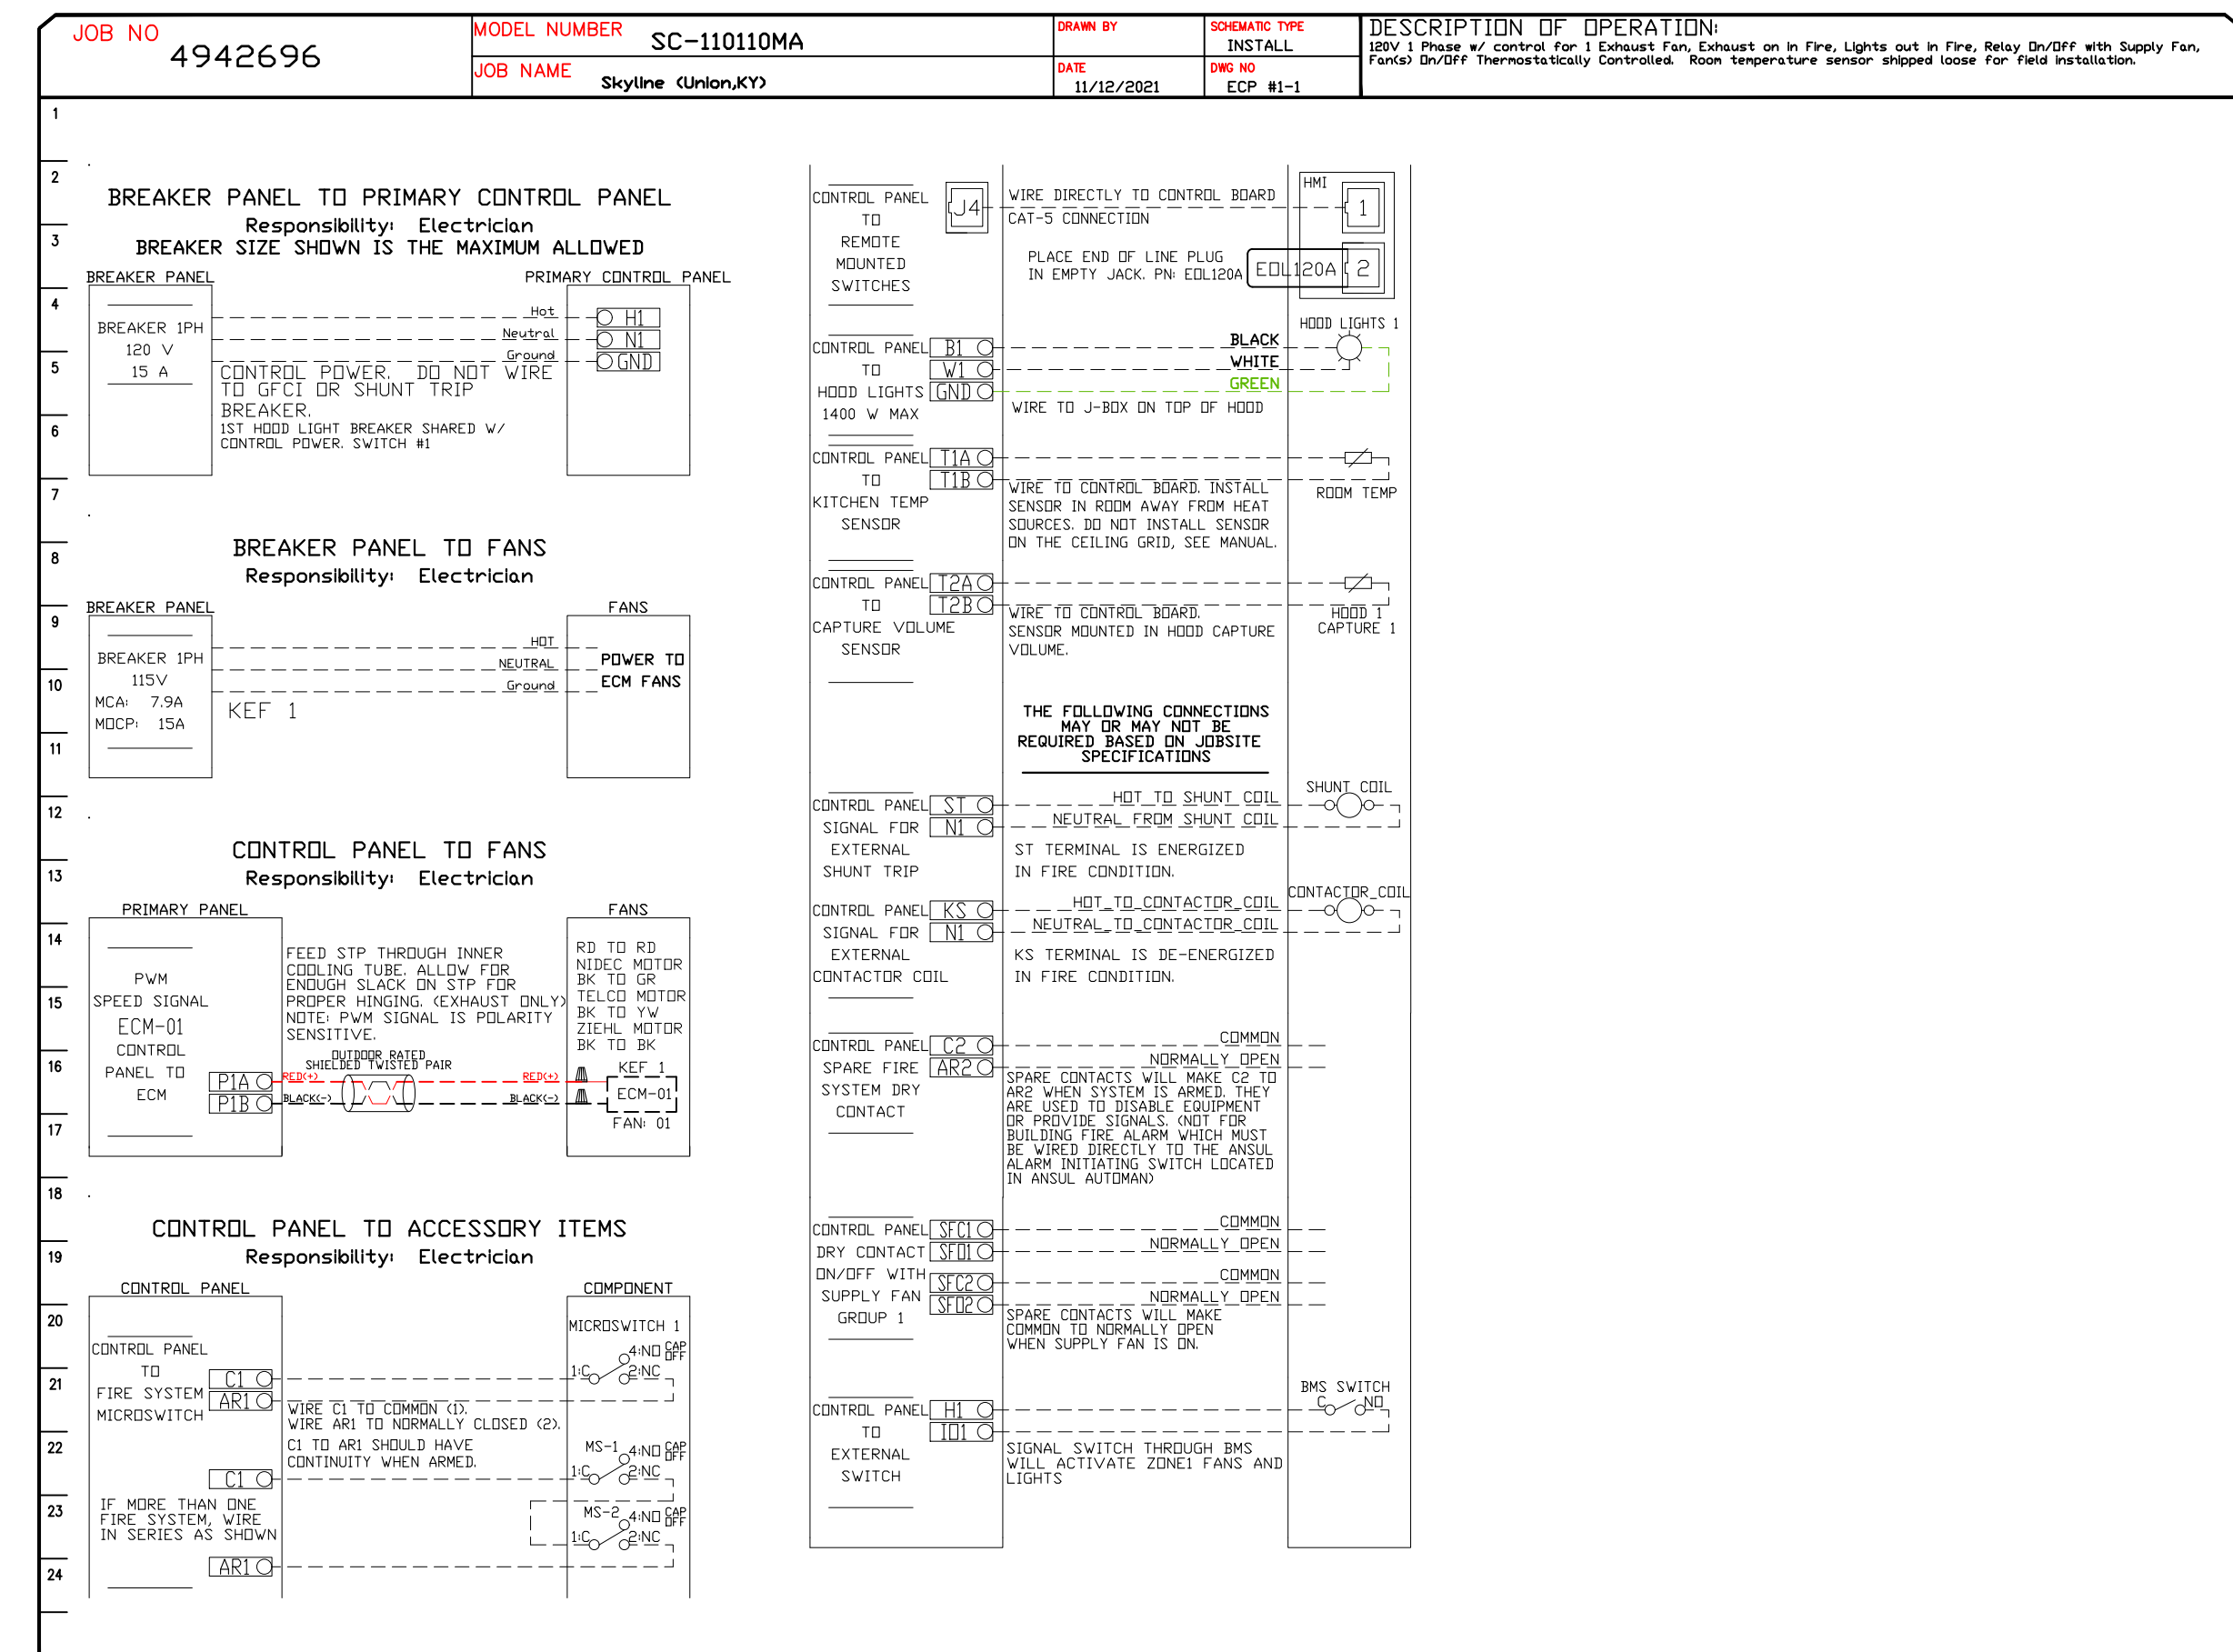 JOB NO
4942696
MODEL NUMBER
SC-110110MA
JOB NAME
Skyline (Union,KY)
DRAWN BY
DATE
11/12/2021
SCHEMATIC TYPE
INSTALL
DWG NO
ECP #1-1
DESCRIPTION OF OPERATION:
120V 1 Phase w/ control for 1 Exhaust Fan, Exhaust on in Fire, Lights out in Fire, Relay On/Off with Supply Fan,
Fan(s) On/Off Thermostatically Controlled. Room temperature sensor shipped loose for field installation.
1
2
3
4
5
6
7
8
9
10
11
12
13
14
15
16
17
18
19
20
21
22
23
24
BREAKER PANEL TO PRIMARY CONTROL PANEL
Responsibility: Electrician
BREAKER SIZE SHOWN IS THE MAXIMUM ALLOWED
BREAKER PANEL
PRIMARY CONTROL PANEL
BREAKER 1PH
120 V
15 A
Hot
Neutral
Ground
H1
N1
GND
CONTROL POWER. DO NOT WIRE
TO GFCI OR SHUNT TRIP
BREAKER.
1ST HOOD LIGHT BREAKER SHARED W/
CONTROL POWER. SWITCH #1
BREAKER PANEL TO FANS
Responsibility: Electrician
BREAKER PANEL
FANS
BREAKER 1PH
115V
MCA: 7.9A
MOCP: 15A
HOT
NEUTRAL
Ground
KEF 1
POWER TO
ECM FANS
CONTROL PANEL TO FANS
Responsibility: Electrician
PRIMARY PANEL
FANS
PWM
SPEED SIGNAL
ECM-01
CONTROL
PANEL TO
ECM
P1A
P1B
FEED STP THROUGH INNER
COOLING TUBE. ALLOW FOR
ENOUGH SLACK ON STP FOR
PROPER HINGING. (EXHAUST ONLY)
NOTE: PWM SIGNAL IS POLARITY
SENSITIVE.
OUTDOOR RATED
SHIELDED TWISTED PAIR
RED(+)
RED(+)
BLACK(-)
BLACK(-)
RD TO RD
NIDEC MOTOR
BK TO GR
TELCO MOTOR
BK TO YW
ZIEHL MOTOR
BK TO BK
KEF 1
ECM-01
FAN: 01
CONTROL PANEL TO ACCESSORY ITEMS
Responsibility: Electrician
CONTROL PANEL
COMPONENT
CONTROL PANEL
TO
FIRE SYSTEM
MICROSWITCH
C1
AR1
WIRE C1 TO COMMON (1).
WIRE AR1 TO NORMALLY CLOSED (2).
C1 TO AR1 SHOULD HAVE
CONTINUITY WHEN ARMED.
MICROSWITCH 1
4:NO CAP OFF
1:C
2:NC
C1
MS-1
4:NO CAP OFF
1:C
2:NC
IF MORE THAN ONE
FIRE SYSTEM, WIRE
IN SERIES AS SHOWN
MS-2
4:NO CAP OFF
1:C
2:NC
AR1
CONTROL PANEL
TO
REMOTE
MOUNTED
SWITCHES
J4
WIRE DIRECTLY TO CONTROL BOARD
CAT-5 CONNECTION
PLACE END OF LINE PLUG
IN EMPTY JACK. PN: EOL120A
HMI
1
EOL120A
2
CONTROL PANEL
TO
HOOD LIGHTS
1400 W MAX
B1
W1
GND
BLACK
WHITE
GREEN
WIRE TO J-BOX ON TOP OF HOOD
HOOD LIGHTS 1
CONTROL PANEL
TO
KITCHEN TEMP
SENSOR
T1A
T1B
WIRE TO CONTROL BOARD. INSTALL
SENSOR IN ROOM AWAY FROM HEAT
SOURCES. DO NOT INSTALL SENSOR
ON THE CEILING GRID, SEE MANUAL.
ROOM TEMP
CONTROL PANEL
TO
CAPTURE VOLUME
SENSOR
T2A
T2B
WIRE TO CONTROL BOARD.
SENSOR MOUNTED IN HOOD CAPTURE
VOLUME.
HOOD 1
CAPTURE 1
THE FOLLOWING CONNECTIONS
MAY OR MAY NOT BE
REQUIRED BASED ON JOBSITE
SPECIFICATIONS
CONTROL PANEL
SIGNAL FOR
EXTERNAL
SHUNT TRIP
ST
N1
HOT TO SHUNT COIL
NEUTRAL FROM SHUNT COIL
ST TERMINAL IS ENERGIZED
IN FIRE CONDITION.
SHUNT COIL
CONTROL PANEL
SIGNAL FOR
EXTERNAL
CONTACTOR COIL
KS
N1
HOT_TO_CONTACTOR_COIL
NEUTRAL_TO_CONTACTOR_COIL
KS TERMINAL IS DE-ENERGIZED
IN FIRE CONDITION.
CONTACTOR_COIL
CONTROL PANEL
SPARE FIRE
SYSTEM DRY
CONTACT
C2
AR2
COMMON
NORMALLY OPEN
SPARE CONTACTS WILL MAKE C2 TO
AR2 WHEN SYSTEM IS ARMED. THEY
ARE USED TO DISABLE EQUIPMENT
OR PROVIDE SIGNALS. (NOT FOR
BUILDING FIRE ALARM WHICH MUST
BE WIRED DIRECTLY TO THE ANSUL
ALARM INITIATING SWITCH LOCATED
IN ANSUL AUTOMAN)
CONTROL PANEL
DRY CONTACT
ON/OFF WITH
SUPPLY FAN
GROUP 1
SFC1
SFO1
SFC2
SFO2
COMMON
NORMALLY OPEN
COMMON
NORMALLY OPEN
SPARE CONTACTS WILL MAKE
COMMON TO NORMALLY OPEN
WHEN SUPPLY FAN IS ON.
CONTROL PANEL
TO
EXTERNAL
SWITCH
H1
IO1
SIGNAL SWITCH THROUGH BMS
WILL ACTIVATE ZONE1 FANS AND
LIGHTS
BMS SWITCH
C
NO